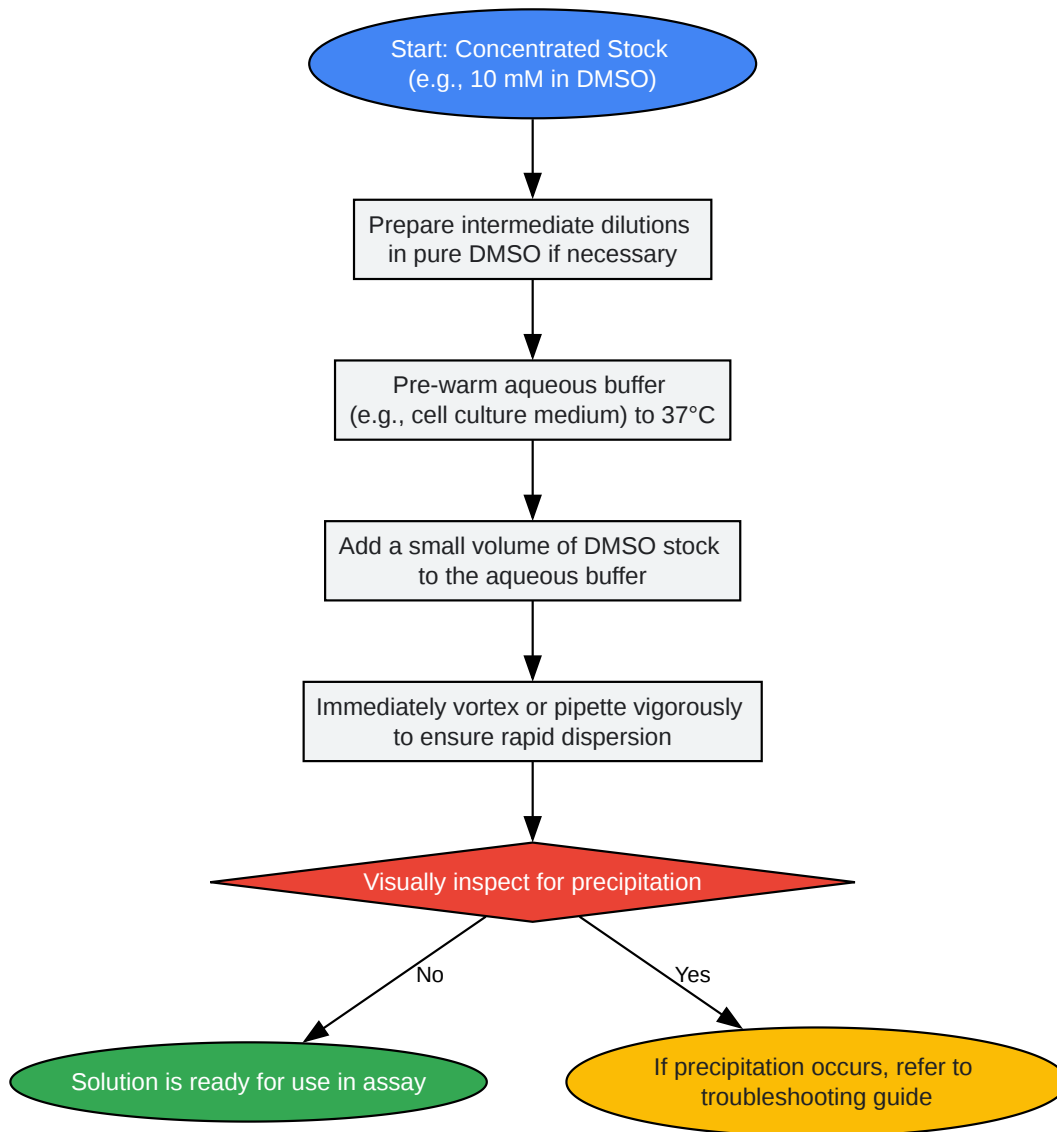 Start: Concentrated Stock
(e.g., 10 mM in DMSO)
Prepare intermediate dilutions
in pure DMSO if necessary
Pre-warm aqueous buffer
(e.g., cell culture medium) to 37°C
Add a small volume of DMSO stock
to the aqueous buffer
Immediately vortex or pipette vigorously
to ensure rapid dispersion
Visually inspect for precipitation
No
Yes
Solution is ready for use in assay
If precipitation occurs, refer to
troubleshooting guide